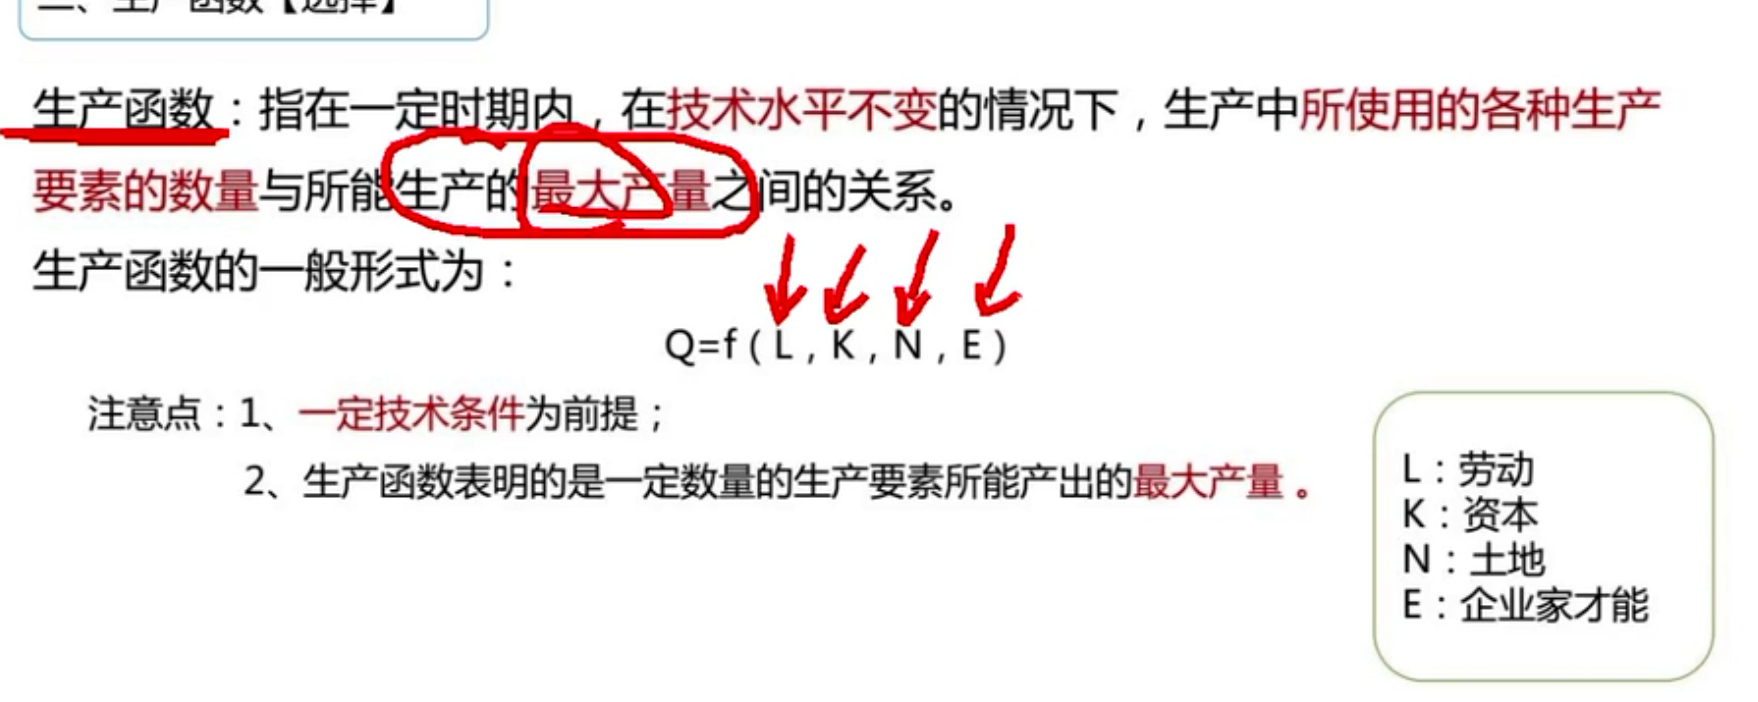 生产函数【选择】
生产函数：指在一定时期内，在技术水平不变的情况下，生产中所使用的各种生产
要素的数量与所能生产的最大产量之间的关系。
生产函数的一般形式为：
Q=f（L，K，N，E）
注意点：1、一定技术条件为前提；
2、生产函数表明的是一定数量的生产要素所能产出的最大产量。
L：劳动
K：资本
N：土地
E：企业家才能